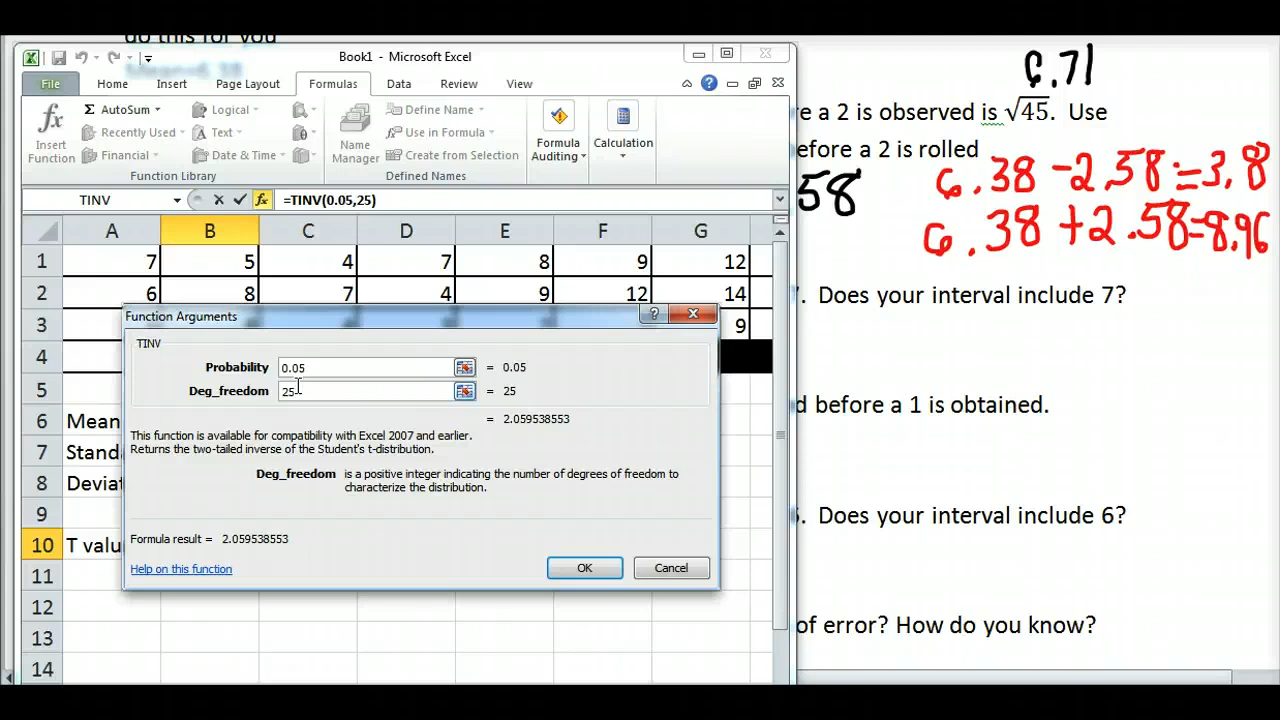 do this for you
Mean=6.38
Book1 - Microsoft Excel
File Home Insert Page Layout Formulas Data Review View
fx Insert Function
Σ AutoSum
Recently Used
Financial
Logical
Text
Date & Time
Function Library
Name Manager
Define Name
Use in Formula
Create from Selection
Defined Names
Formula Auditing
Calculation
TINV fx =TINV(0.05,25)
A B C D E F G
1 7 5 4 7 8 9 12
2 6 8 7 4 9 12 14
3 9
4
5
6 Mean
7 Standa
8 Deviat
9
10 T valu
11
12
13
14
Function Arguments
TINV
Probability 0.05 = 0.05
Deg_freedom 25 = 25
= 2.059538553
This function is available for compatibility with Excel 2007 and earlier.
Returns the two-tailed inverse of the Student's t-distribution.
Deg_freedom is a positive integer indicating the number of degrees of freedom to
characterize the distribution.
Formula result = 2.059538553
Help on this function
OK Cancel
6.71
re a 2 is observed is √45. Use
efore a 2 is rolled
58
6.38 -2.58=3.8
6.38 +2.58=8.96
7. Does your interval include 7?
d before a 1 is obtained.
. Does your interval include 6?
of error? How do you know?